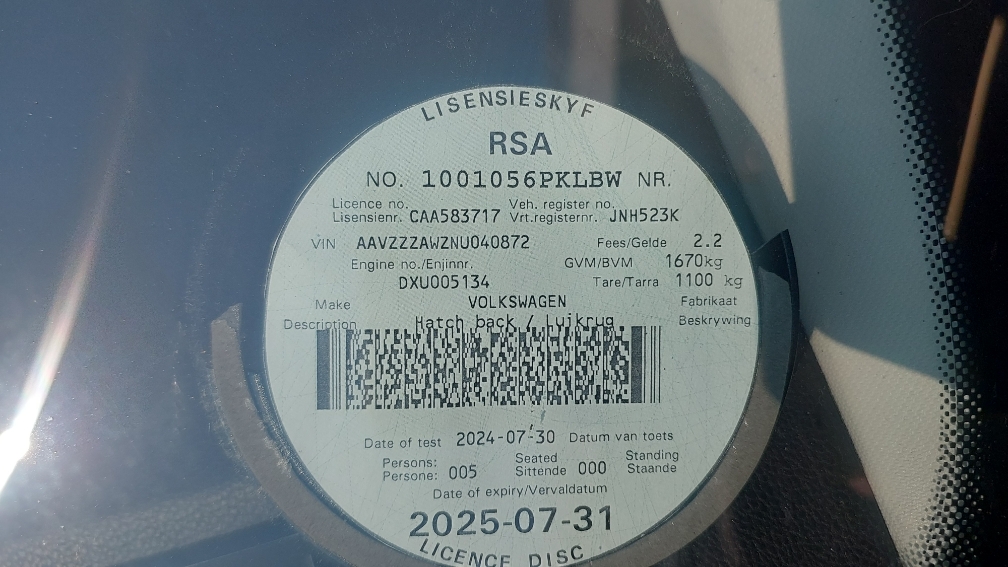 LISENSIESKYF
RSA
NO. 1001056PKLBW NR.
Licence no. Veh. register no.
Lisensienr. CAA583717 Vrt.registernr. JNH523K
VIN AAVZZZAWZNU040872 Fees/Gelde 2.2
Engine no./Enjinnr. GVM/BVM 1670kg
DXU005134 Tare/Tarra 1100 kg
Make VOLKSWAGEN Fabrikaat
Description Hatch back / Luikrug Beskrywing
Date of test 2024-07-30 Datum van toets
Persons: Seated Standing
Persone: 005 Sittende 000 Staande
Date of expiry/Vervaldatum
2025-07-31
LICENCE DISC